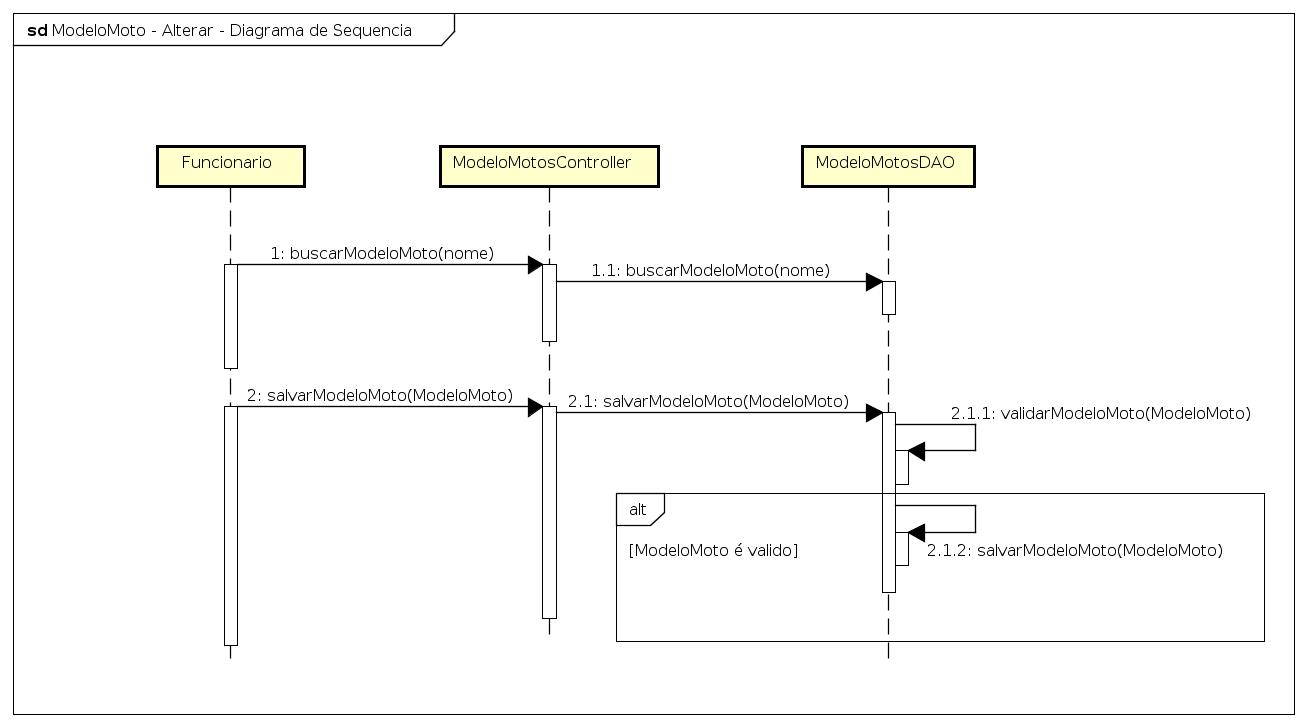 sd ModeloMoto - Alterar - Diagrama de Sequencia
Funcionario
ModeloMotosController
ModeloMotosDAO
1: buscarModeloMoto(nome)
1.1: buscarModeloMoto(nome)
2: salvarModeloMoto(ModeloMoto)
2.1: salvarModeloMoto(ModeloMoto)
2.1.1: validarModeloMoto(ModeloMoto)
alt
[ModeloMoto é valido]
2.1.2: salvarModeloMoto(ModeloMoto)